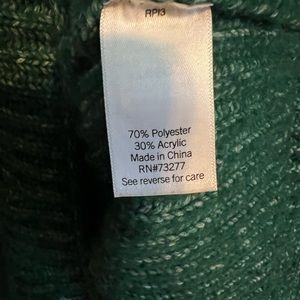 RPI3
70% Polyester
30% Acrylic
Made in China
RN#73277
See reverse for care